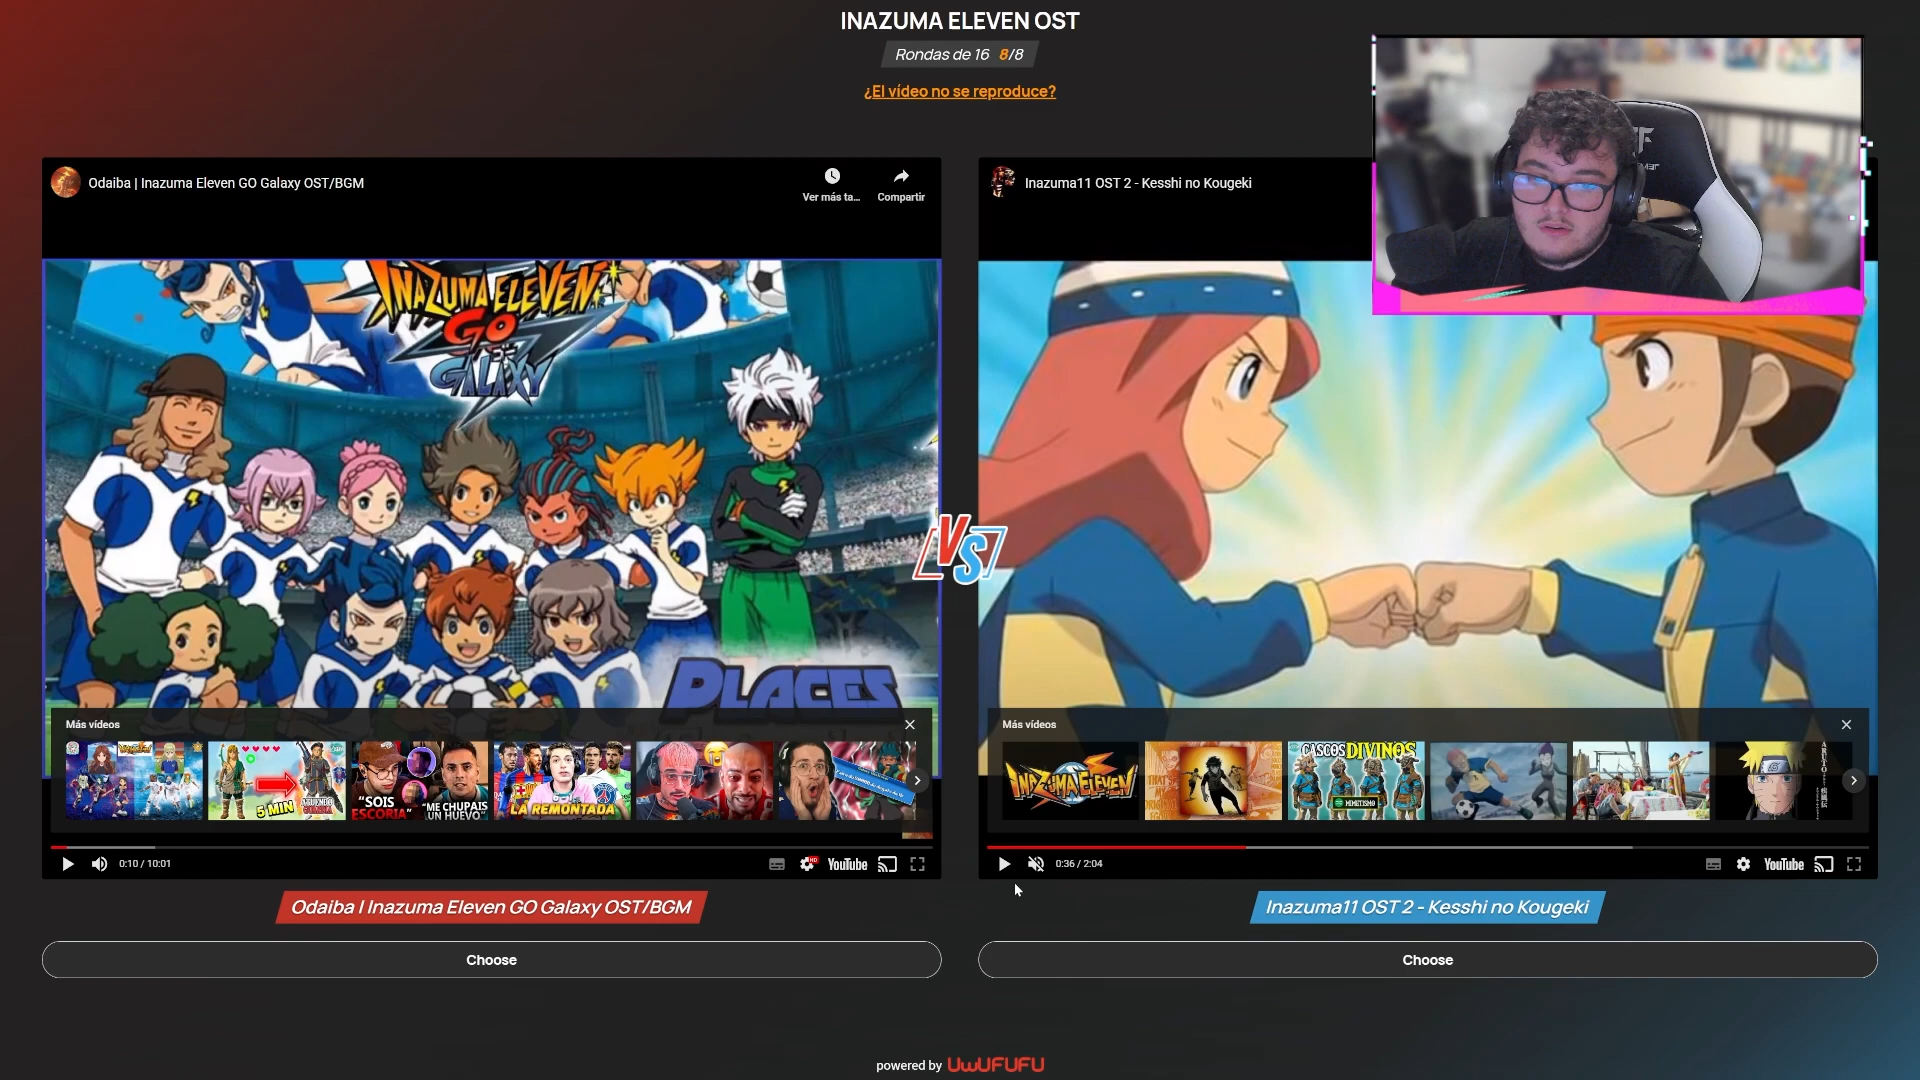 INAZUMA ELEVEN OST
Rondas de 16 8/8
¿El vídeo no se reproduce?
Odaiba | Inazuma Eleven GO Galaxy OST/BGM
Ver más ta...
Compartir
Inazuma11 OST 2 - Kesshi no Kougeki
INAZUMA ELEVEN
GO
GALAXY
VS
PLACES
Más vídeos
5 MIN
"SOIS
ESCORIA"
"ME CHUPAIS
UN HUEVO"
LA REMONTADA
Más vídeos
INAZUMA ELEVEN
CASCOS DIVINOS
MIMETISMO
0:10 / 10:01
HD
YouTube
0:36 / 2:04
YouTube
Odaiba | Inazuma Eleven GO Galaxy OST/BGM
Inazuma11 OST 2 - Kesshi no Kougeki
Choose
Choose
powered by UwUFUFU